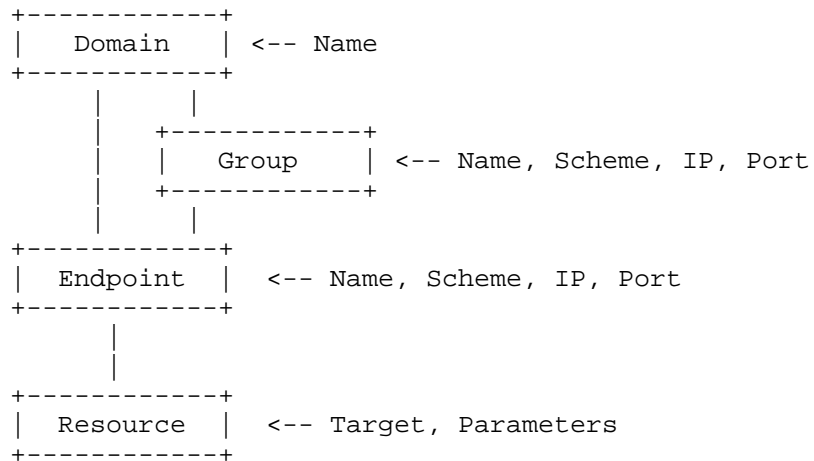 Domain <-- Name
Group <-- Name, Scheme, IP, Port
Endpoint <-- Name, Scheme, IP, Port
Resource <-- Target, Parameters